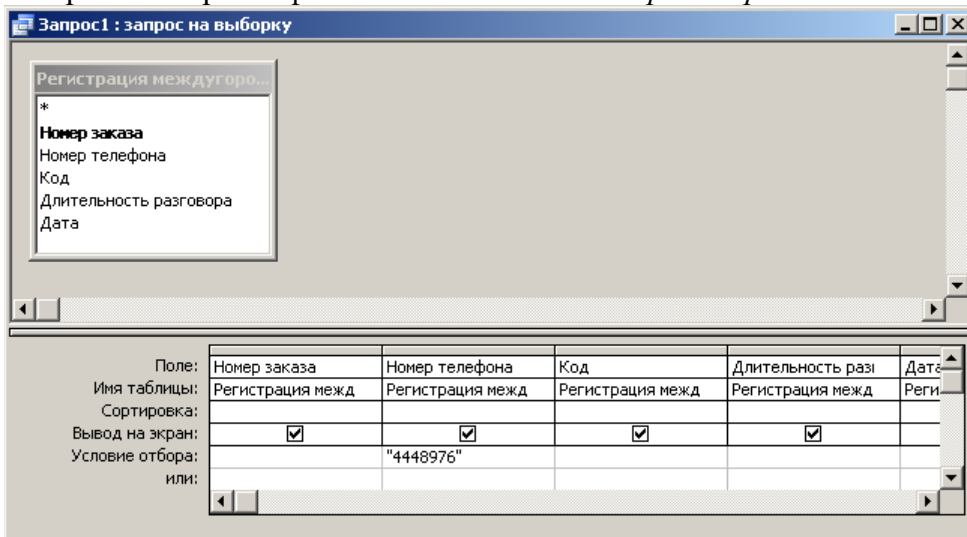 Запрос1 : запрос на выборку
Регистрация междугоро...
*
Номер заказа
Номер телефона
Код
Длительность разговора
Дата
Поле: Номер заказа Номер телефона Код Длительность разг Дата
Имя таблицы: Регистрация межд Регистрация межд Регистрация межд Регистрация межд Реги
Сортировка:
Вывод на экран:
Условие отбора: "4448976"
или: